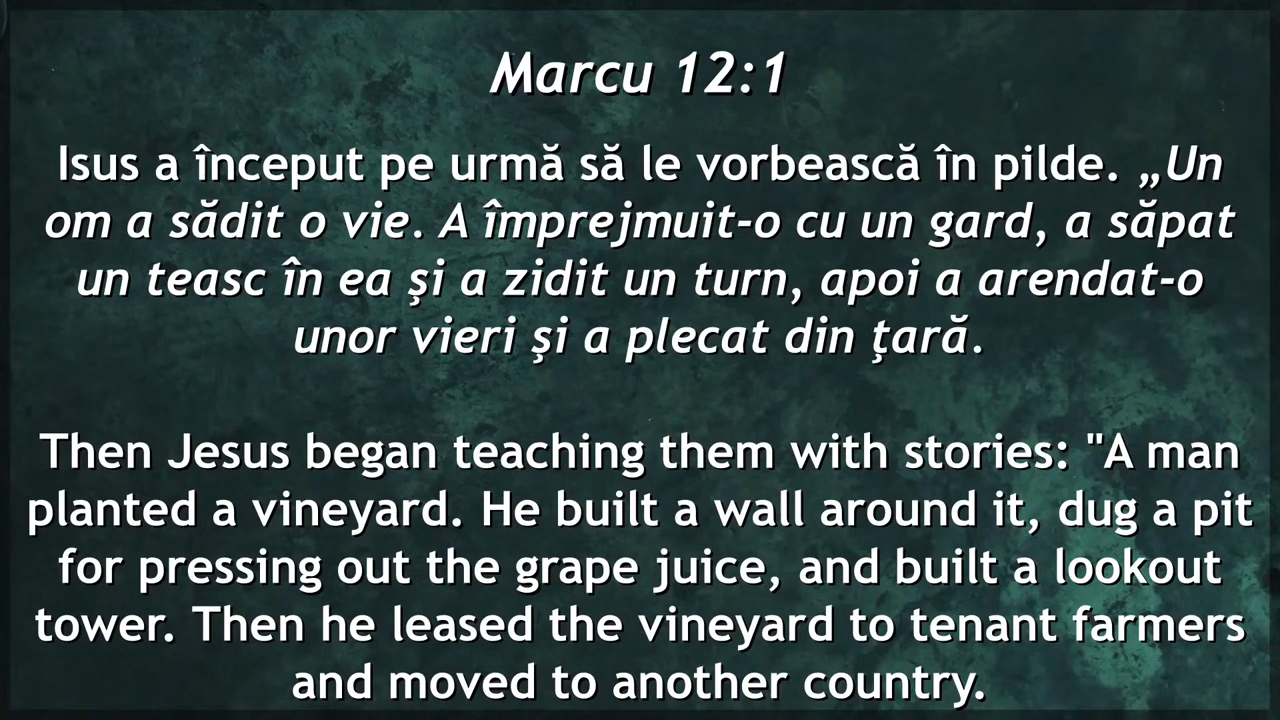 Marcu 12:1
Isus a început pe urmă să le vorbească în pilde. „Un
om a sădit o vie. A împrejmuit-o cu un gard, a săpat
un teasc în ea și a zidit un turn, apoi a arendat-o
unor vieri și a plecat din țară.
Then Jesus began teaching them with stories: "A man
planted a vineyard. He built a wall around it, dug a pit
for pressing out the grape juice, and built a lookout
tower. Then he leased the vineyard to tenant farmers
and moved to another country.